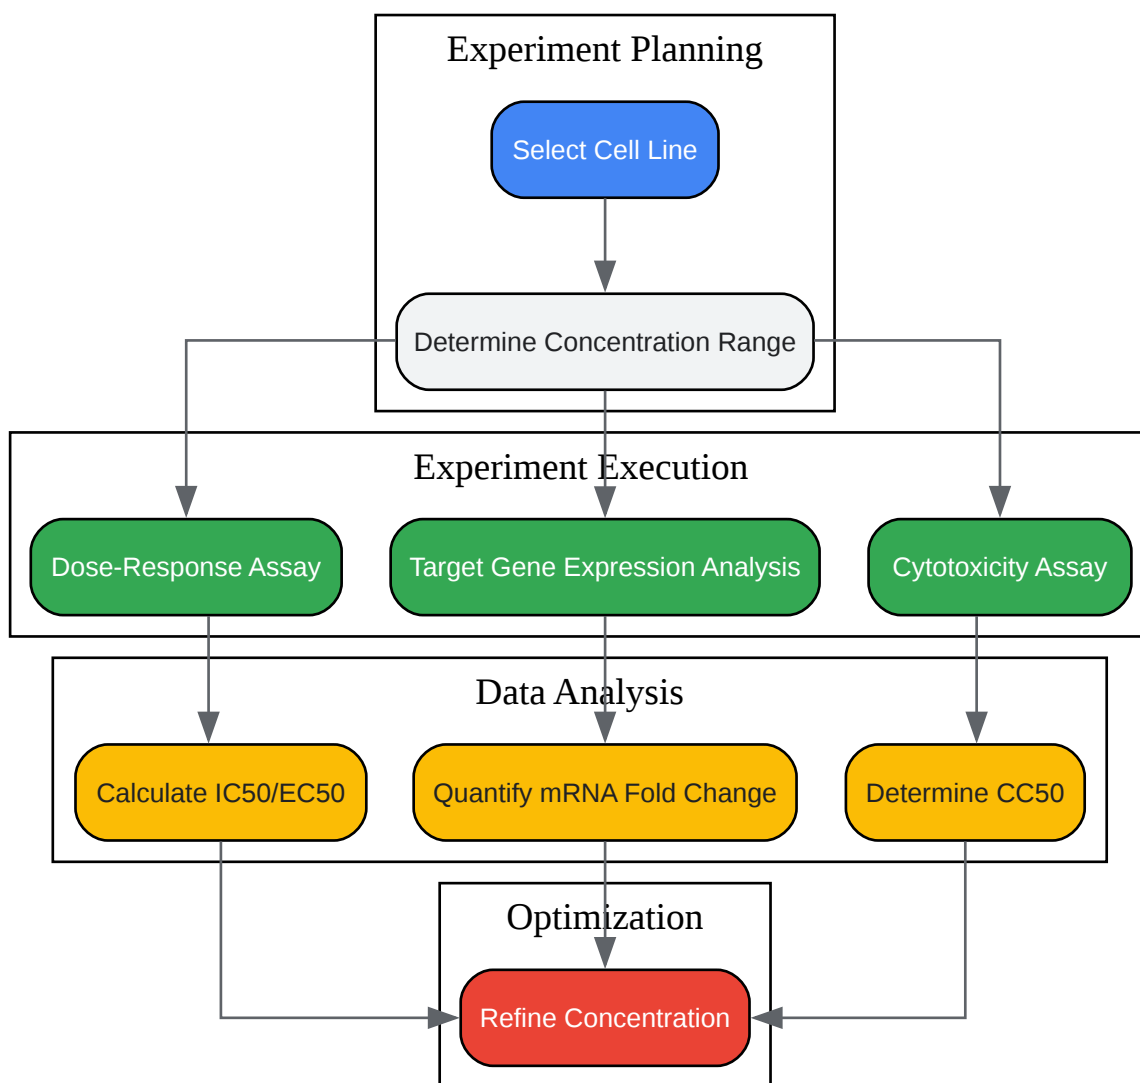 Experiment Planning
Select Cell Line
Determine Concentration Range
Experiment Execution
Dose-Response Assay
Target Gene Expression Analysis
Cytotoxicity Assay
Data Analysis
Calculate IC50/EC50
Quantify mRNA Fold Change
Determine CC50
Optimization
Refine Concentration